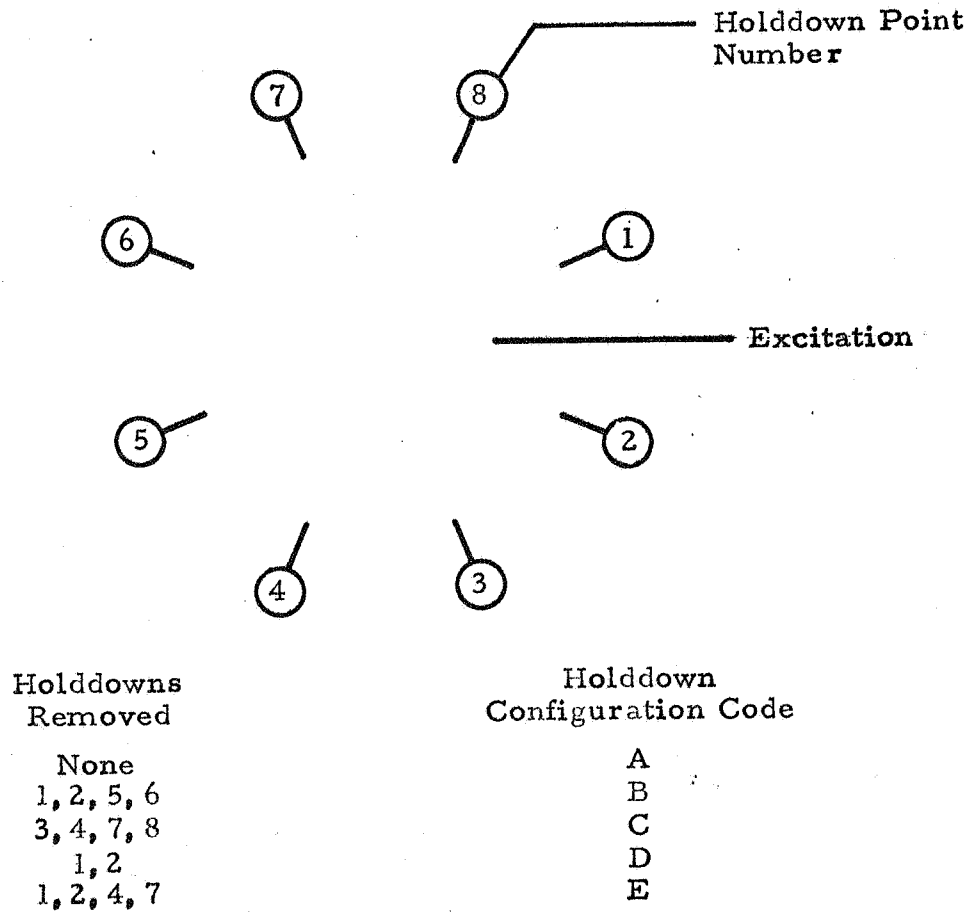 Holddown Point
Number
7
8
6
1
Excitation
5
2
4
3
Holddowns
Removed
Holddown
Configuration Code
None
A
1, 2, 5, 6
B
3, 4, 7, 8
C
1, 2
D
1, 2, 4, 7
E